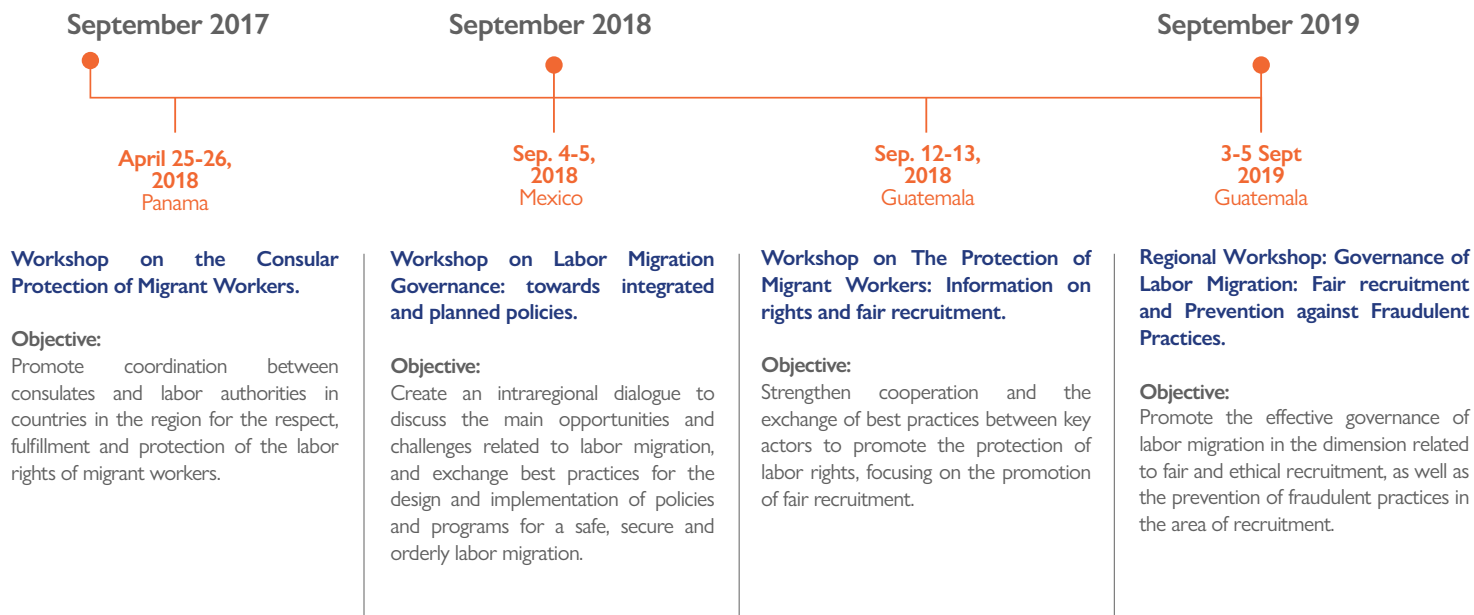 September 2017
September 2018
September 2019
April 25-26,
2018
Panama
Sep. 4-5,
2018
Mexico
Sep. 12-13,
2018
Guatemala
3-5 Sept
2019
Guatemala
Workshop on the Consular
Protection of Migrant Workers.
Objective:
Promote coordination between
consulates and labor authorities in
countries in the region for the respect,
fulfillment and protection of the labor
rights of migrant workers.
Workshop on Labor Migration
Governance: towards integrated
and planned policies.
Objective:
Create an intraregional dialogue to
discuss the main opportunities and
challenges related to labor migration,
and exchange best practices for the
design and implementation of policies
and programs for a safe, secure and
orderly labor migration.
Workshop on The Protection of
Migrant Workers: Information on
rights and fair recruitment.
Objective:
Strengthen cooperation and the
exchange of best practices between key
actors to promote the protection of
labor rights, focusing on the promotion
of fair recruitment.
Regional Workshop: Governance of
Labor Migration: Fair recruitment
and Prevention against Fraudulent
Practices.
Objective:
Promote the effective governance of
labor migration in the dimension related
to fair and ethical recruitment, as well as
the prevention of fraudulent practices in
the area of recruitment.